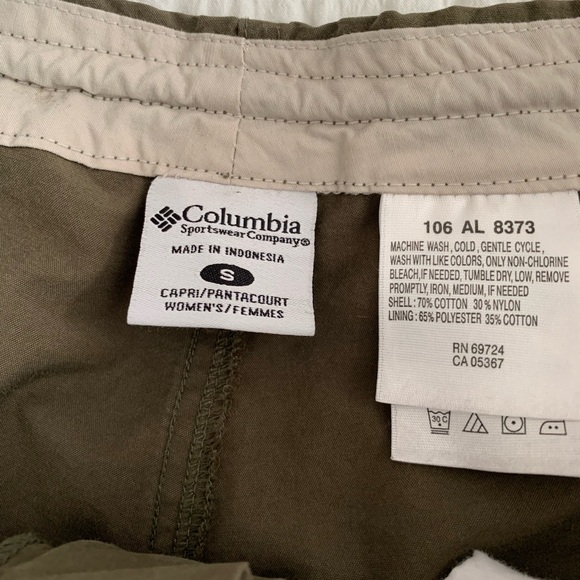 Columbia
Sportswear Company®
MADE IN INDONESIA
S
CAPRI/PANTACOURT
WOMEN'S/FEMMES
106 AL 8373
MACHINE WASH, COLD, GENTLE CYCLE,
WASH WITH LIKE COLORS, ONLY NON-CHLORINE
BLEACH, IF NEEDED, TUMBLE DRY, LOW, REMOVE
PROMPTLY, IRON, MEDIUM, IF NEEDED
SHELL: 70% COTTON 30% NYLON
LINING: 65% POLYESTER 35% COTTON
RN 69724
CA 05367
30 C